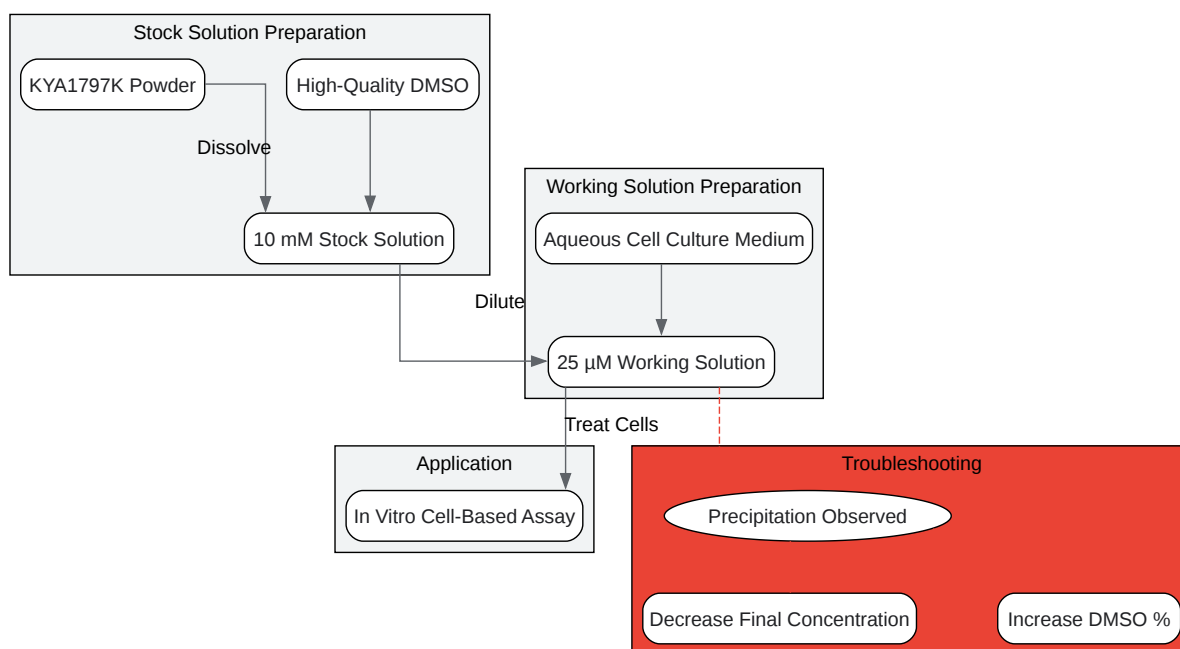 Stock Solution Preparation
KYA1797K Powder
High-Quality DMSO
Dissolve
10 mM Stock Solution
Working Solution Preparation
Aqueous Cell Culture Medium
Dilute
25 µM Working Solution
Treat Cells
Application
In Vitro Cell-Based Assay
Troubleshooting
Precipitation Observed
Decrease Final Concentration
Increase DMSO %